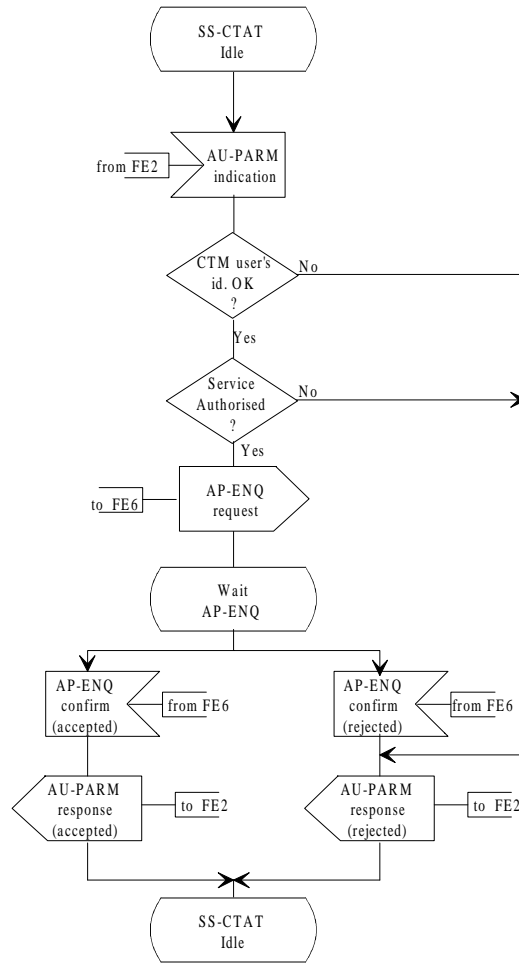 SS-CTAT
Idle
from FE2
AU-PARM
indication
CTM user's
id. OK
?
No
Yes
Service
Authorised
?
No
Yes
to FE6
AP-ENQ
request
Wait
AP-ENQ
AP-ENQ
confirm
(accepted)
from FE6
AP-ENQ
confirm
(rejected)
from FE6
AU-PARM
response
(accepted)
to FE2
AU-PARM
response
(rejected)
to FE2
SS-CTAT
Idle